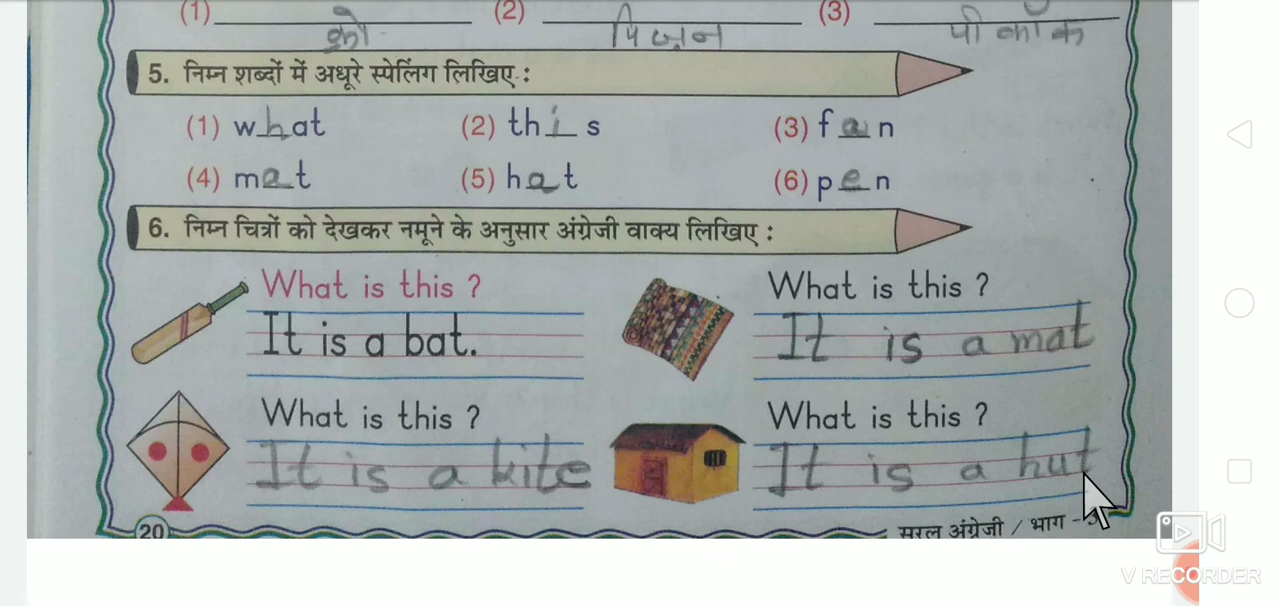 (1) (2) (3)
क्रो पिजन पीकॉक
5. निम्न शब्दों में अधूरे स्पेलिंग लिखिए :
(1) what (2) this (3) fan
(4) mat (5) hat (6) pen
6. निम्न चित्रों को देखकर नमूने के अनुसार अंग्रेजी वाक्य लिखिए :
What is this ? What is this ?
It is a bat. It is a mat
What is this ? What is this ?
It is a kite It is a hut
20 सरल अंग्रेजी / भाग -
V RECORDER